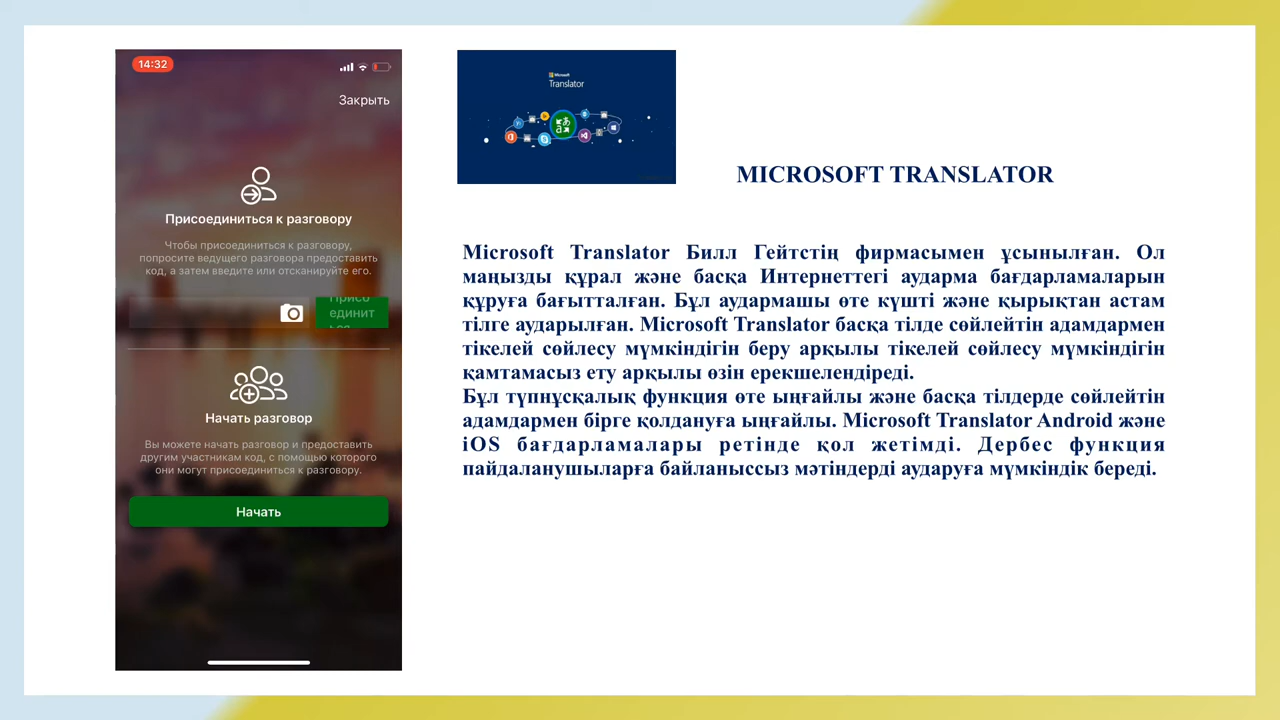 14:32
Закрыть
Присоединиться к разговору
Чтобы присоединиться к разговору,
попросите ведущего разговора предоставить
код, а затем введите или отсканируйте его.
Присо
единит
ься
Начать разговор
Вы можете начать разговор и предоставить
другим участникам код, с помощью которого
они могут присоединиться к разговору.
Начать
Microsoft
Translator
MICROSOFT TRANSLATOR
Microsoft Translator Билл Гейтстің фирмасымен ұсынылған. Ол
маңызды құрал және басқа Интернеттегі аударма бағдарламаларын
құруға бағытталған. Бұл аудармашы өте күшті және қырықтан астам
тілге аударылған. Microsoft Translator басқа тілде сөйлейтін адамдармен
тікелей сөйлесу мүмкіндігін беру арқылы тікелей сөйлесу мүмкіндігін
қамтамасыз ету арқылы өзін ерекшелендіреді.
Бұл түпнұсқалық функция өте ыңғайлы және басқа тілдерде сөйлейтін
адамдармен бірге қолдануға ыңғайлы. Microsoft Translator Android және
iOS бағдарламалары ретінде қол жетімді. Дербес функция
пайдаланушыларға байланыссыз мәтіндерді аударуға мүмкіндік береді.